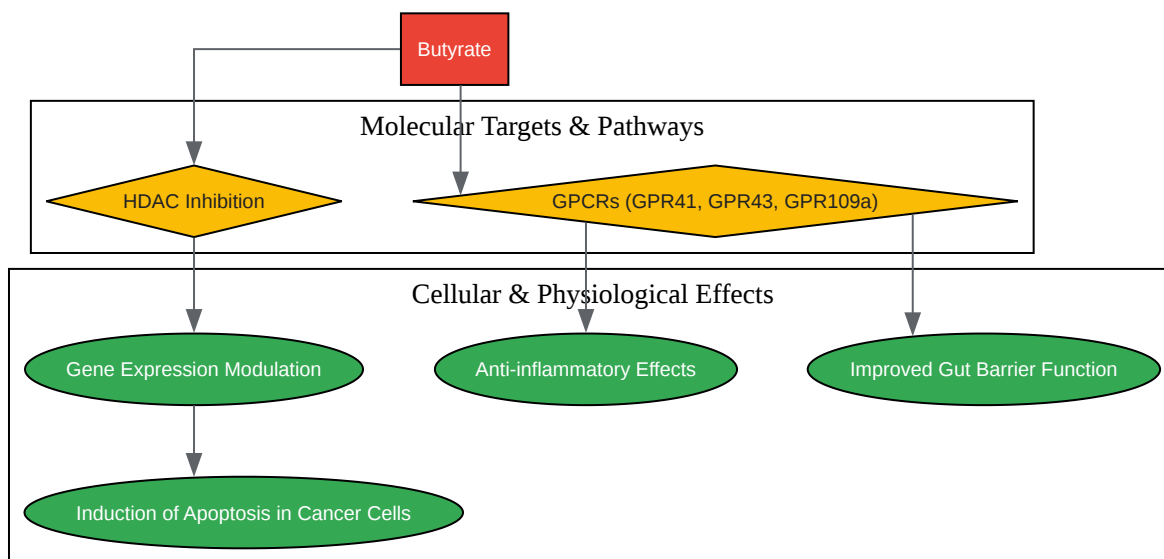 Butyrate
Molecular Targets & Pathways
HDAC Inhibition
GPCRs (GPR41, GPR43, GPR109a)
Cellular & Physiological Effects
Gene Expression Modulation
Anti-inflammatory Effects
Improved Gut Barrier Function
Induction of Apoptosis in Cancer Cells